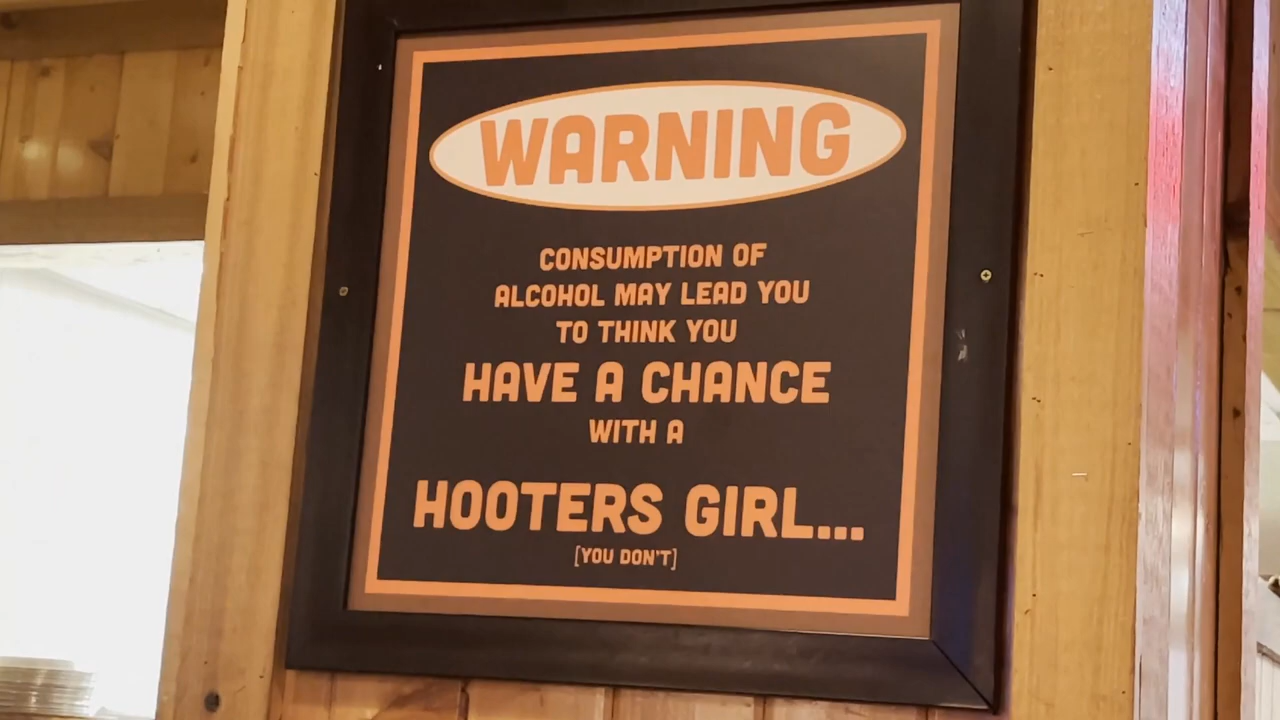 WARNING
CONSUMPTION OF
ALCOHOL MAY LEAD YOU
TO THINK YOU
HAVE A CHANCE
WITH A
HOOTERS GIRL...
[YOU DON'T]